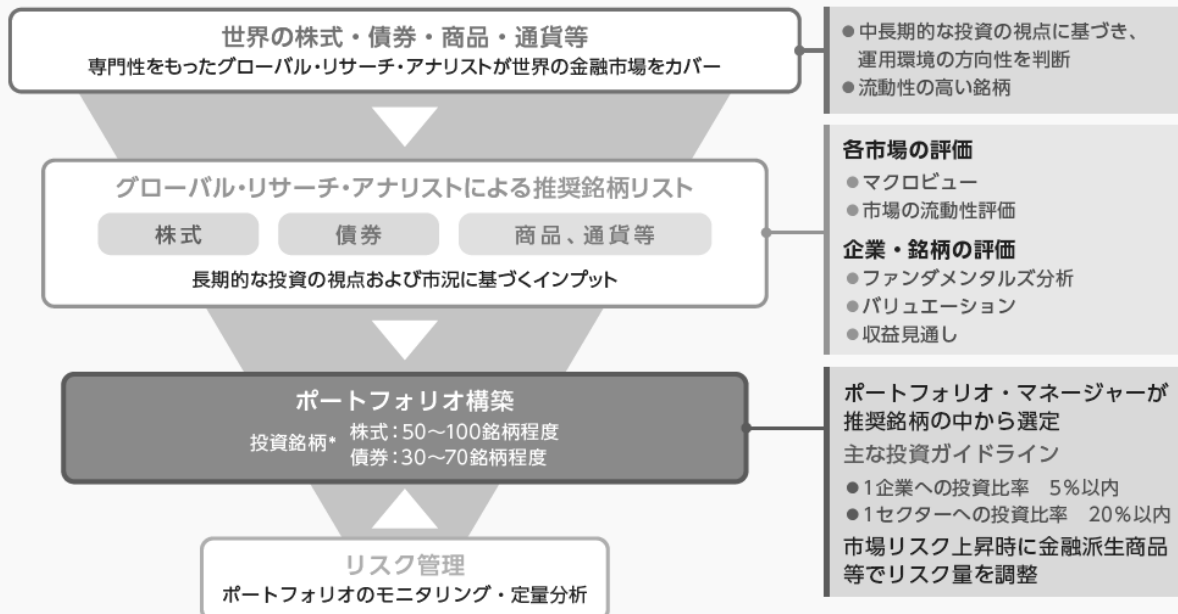 世界の株式・債券・商品・通貨等
専門性をもったグローバル・リサーチ・アナリストが世界の金融市場をカバー
●中長期的な投資の視点に基づき、
運用環境の方向性を判断
●流動性の高い銘柄
グローバル・リサーチ・アナリストによる推奨銘柄リスト
株式
債券
商品、通貨等
長期的な投資の視点および市況に基づくインプット
各市場の評価
●マクロビュー
●市場の流動性評価
企業・銘柄の評価
●ファンダメンタルズ分析
●バリュエーション
●収益見通し
ポートフォリオ構築
投資銘柄* 株式：50〜100銘柄程度
債券：30〜70銘柄程度
ポートフォリオ・マネージャーが
推奨銘柄の中から選定
主な投資ガイドライン
●1企業への投資比率　5％以内
●1セクターへの投資比率　20％以内
市場リスク上昇時に金融派生商品
等でリスク量を調整
リスク管理
ポートフォリオのモニタリング・定量分析